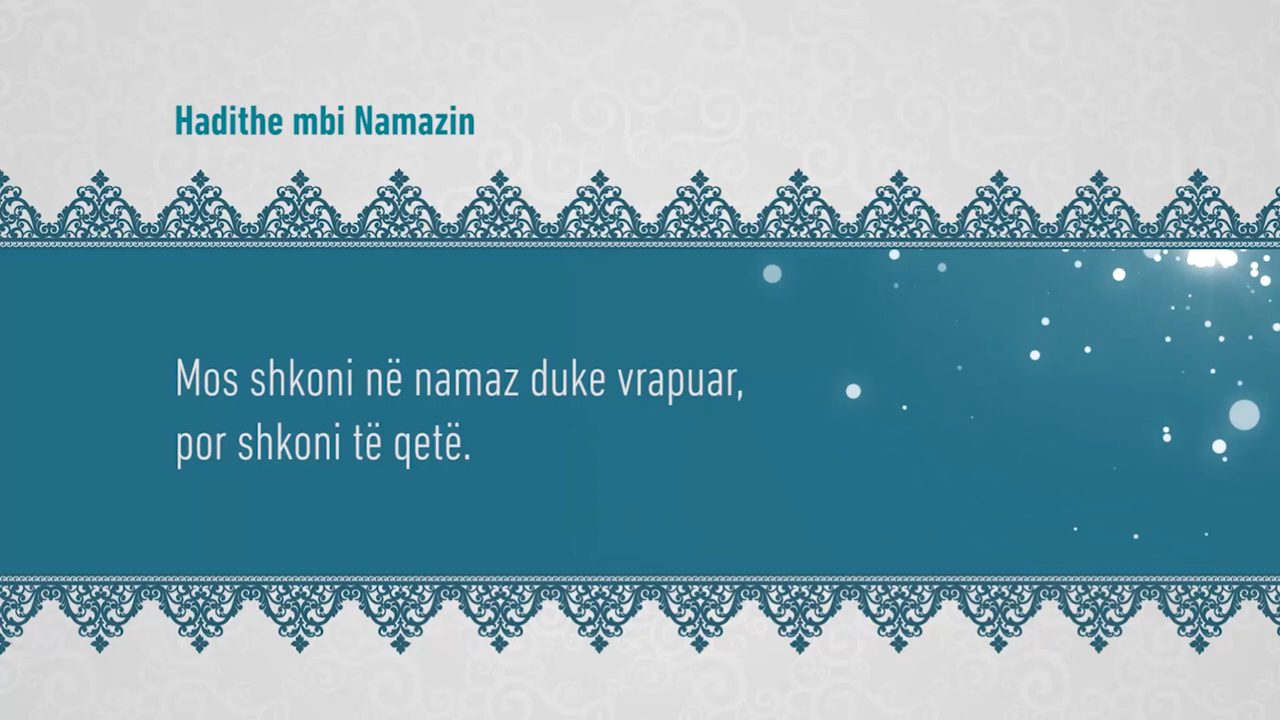 Hadithe mbi Namazin
Mos shkoni në namaz duke vrapuar,
por shkoni të qetë.